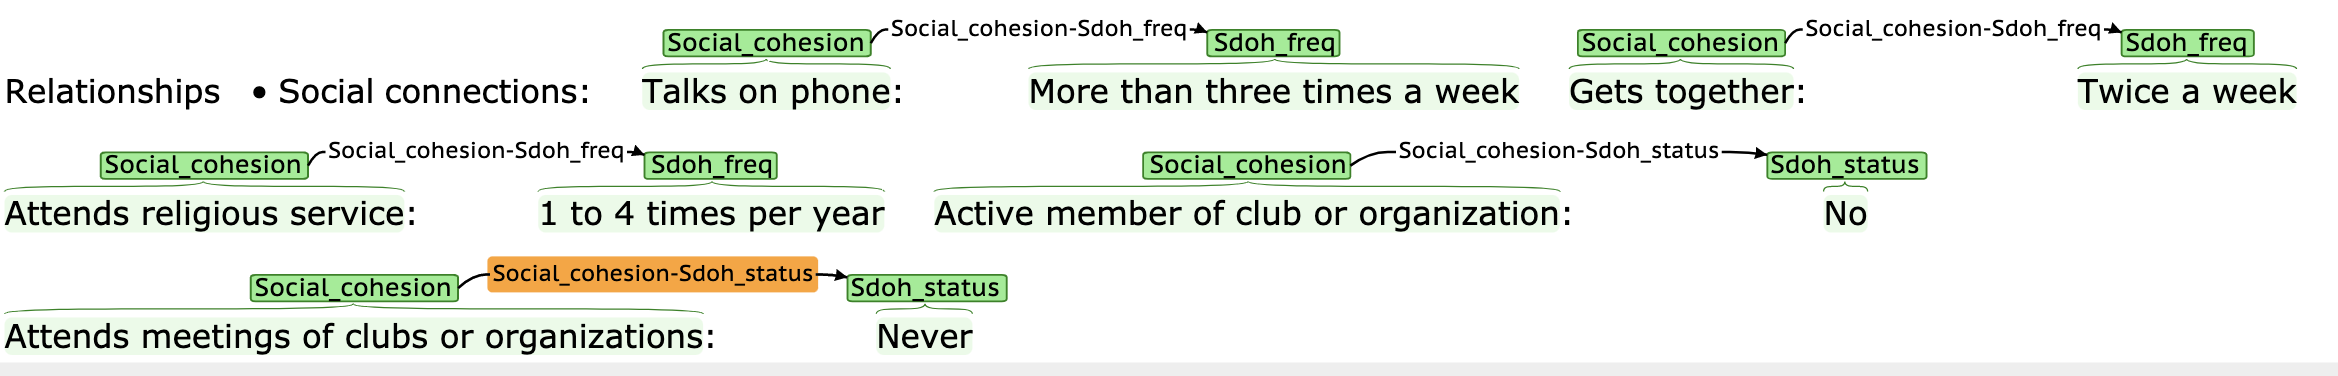 Social_cohesion Social_cohesion-Sdoh_freq Sdoh_freq Social_cohesion Social_cohesion-Sdoh_freq Sdoh_freq
Relationships • Social connections: Talks on phone: More than three times a week Gets together: Twice a week
Social_cohesion Social_cohesion-Sdoh_freq Sdoh_freq Social_cohesion Social_cohesion-Sdoh_status Sdoh_status
Attends religious service: 1 to 4 times per year Active member of club or organization: No
Social_cohesion Social_cohesion-Sdoh_status Sdoh_status
Attends meetings of clubs or organizations: Never